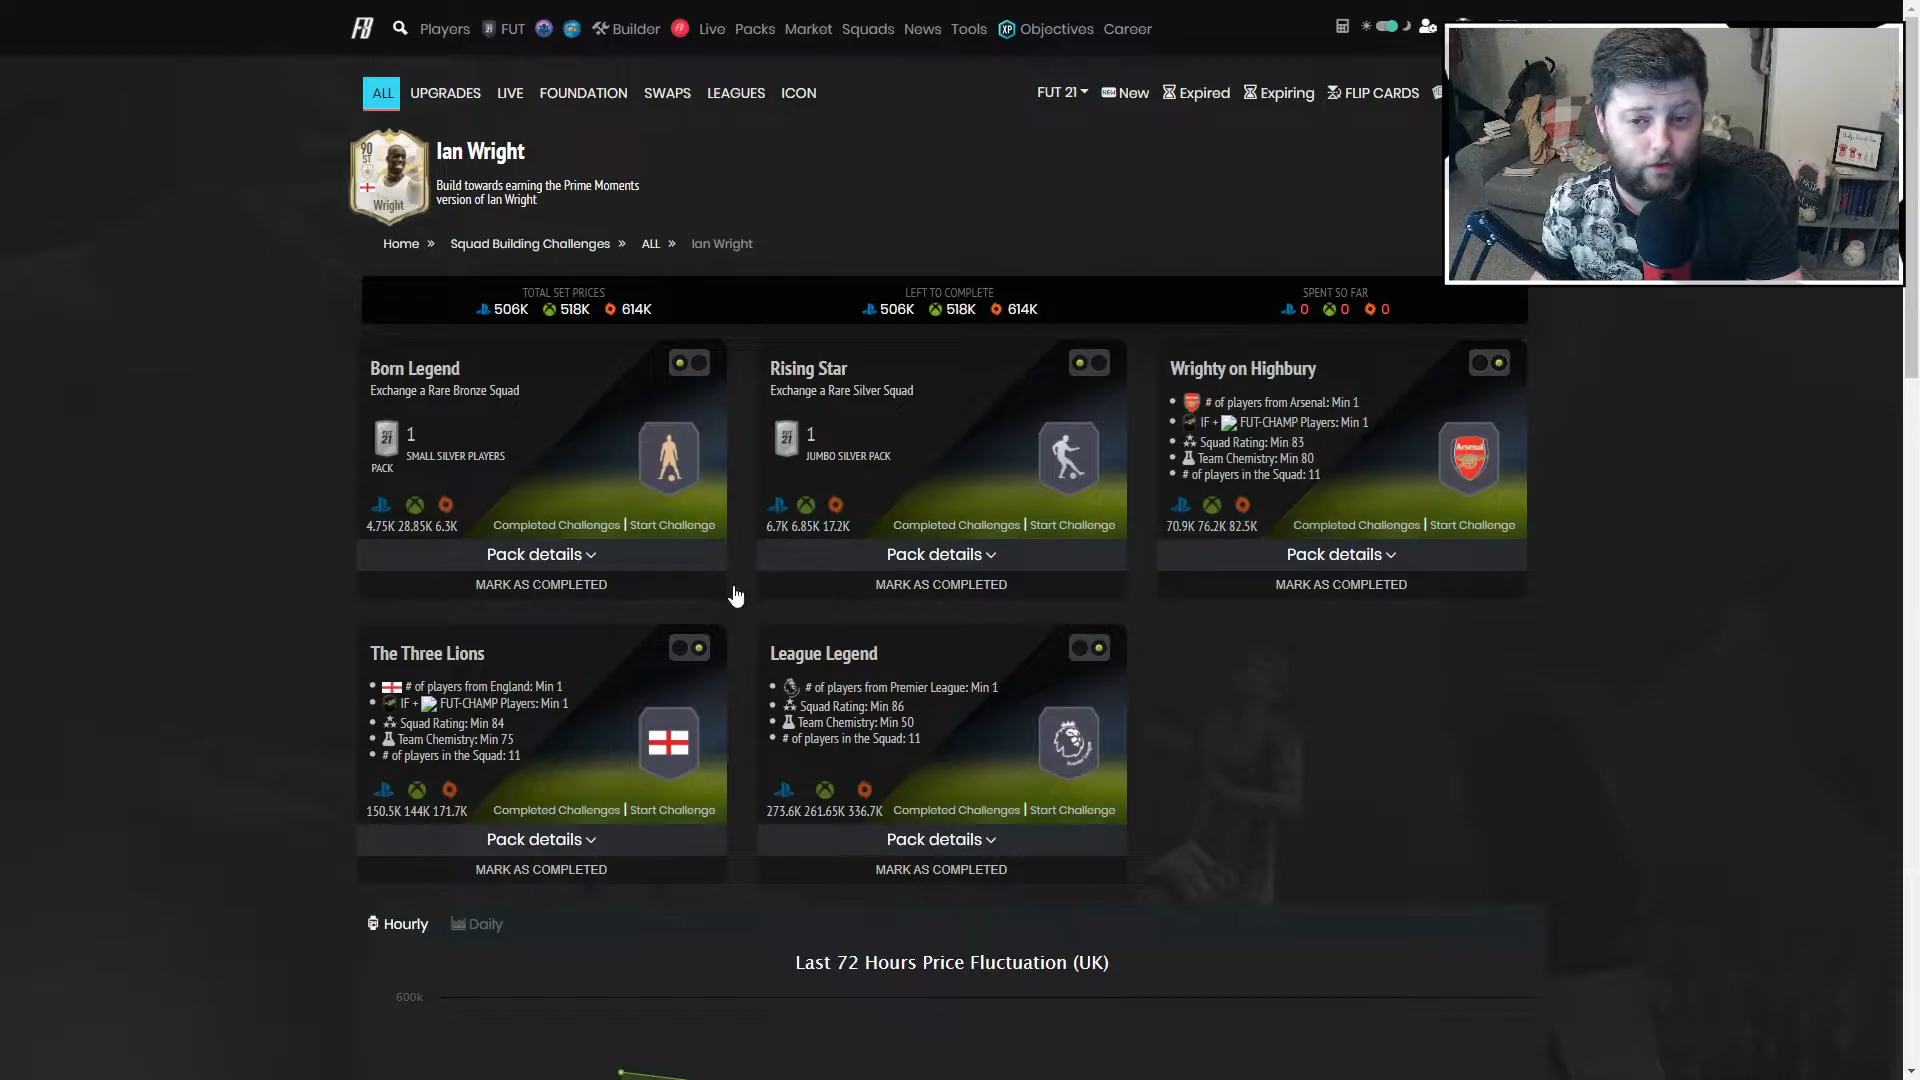 FB Players FUT Builder Live Packs Market Squads News Tools XP Objectives Career
ALL UPGRADES LIVE FOUNDATION SWAPS LEAGUES ICON
FUT 21 NEW New Expired Expiring FLIP CARDS
90
ST
Wright
Ian Wright
Build towards earning the Prime Moments
version of Ian Wright
Home » Squad Building Challenges » ALL » Ian Wright
TOTAL SET PRICES
506K 518K 614K
LEFT TO COMPLETE
506K 518K 614K
SPENT SO FAR
0 0 0
Born Legend
Exchange a Rare Bronze Squad
FUT
21
1
SMALL SILVER PLAYERS
PACK
4.75K 28.85K 6.3K
Completed Challenges | Start Challenge
Pack details
MARK AS COMPLETED
Rising Star
Exchange a Rare Silver Squad
FUT
21
1
JUMBO SILVER PACK
6.7K 6.85K 17.2K
Completed Challenges | Start Challenge
Pack details
MARK AS COMPLETED
Wrighty on Highbury
# of players from Arsenal: Min 1
IF + FUT-CHAMP Players: Min 1
Squad Rating: Min 83
Team Chemistry: Min 80
# of players in the Squad: 11
Arsenal
70.9K 76.2K 82.5K
Completed Challenges | Start Challenge
Pack details
MARK AS COMPLETED
The Three Lions
# of players from England: Min 1
IF + FUT-CHAMP Players: Min 1
Squad Rating: Min 84
Team Chemistry: Min 75
# of players in the Squad: 11
150.5K 144K 171.7K
Completed Challenges | Start Challenge
Pack details
MARK AS COMPLETED
League Legend
# of players from Premier League: Min 1
Squad Rating: Min 86
Team Chemistry: Min 50
# of players in the Squad: 11
273.6K 261.65K 336.7K
Completed Challenges | Start Challenge
Pack details
MARK AS COMPLETED
Hourly Daily
Last 72 Hours Price Fluctuation (UK)
600k